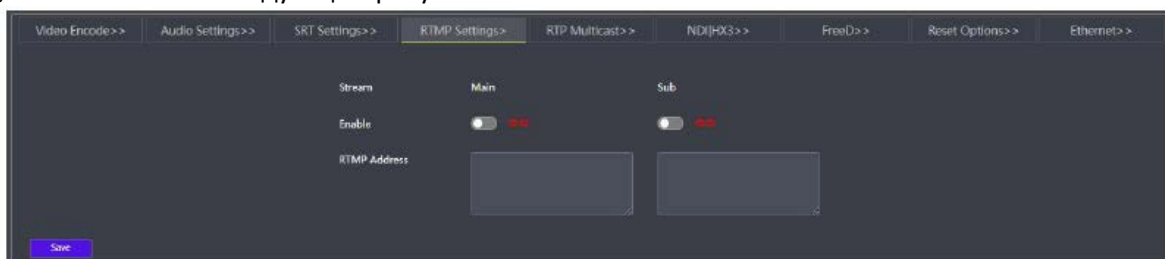 Video Encode>> Audio Settings>> SRT Settings>> RTMP Settings> RTP Multicast>> NDI|HX3>> FreeD>> Reset Options>> Ethernet>>
Stream Main Sub
Enable
RTMP Address
Save